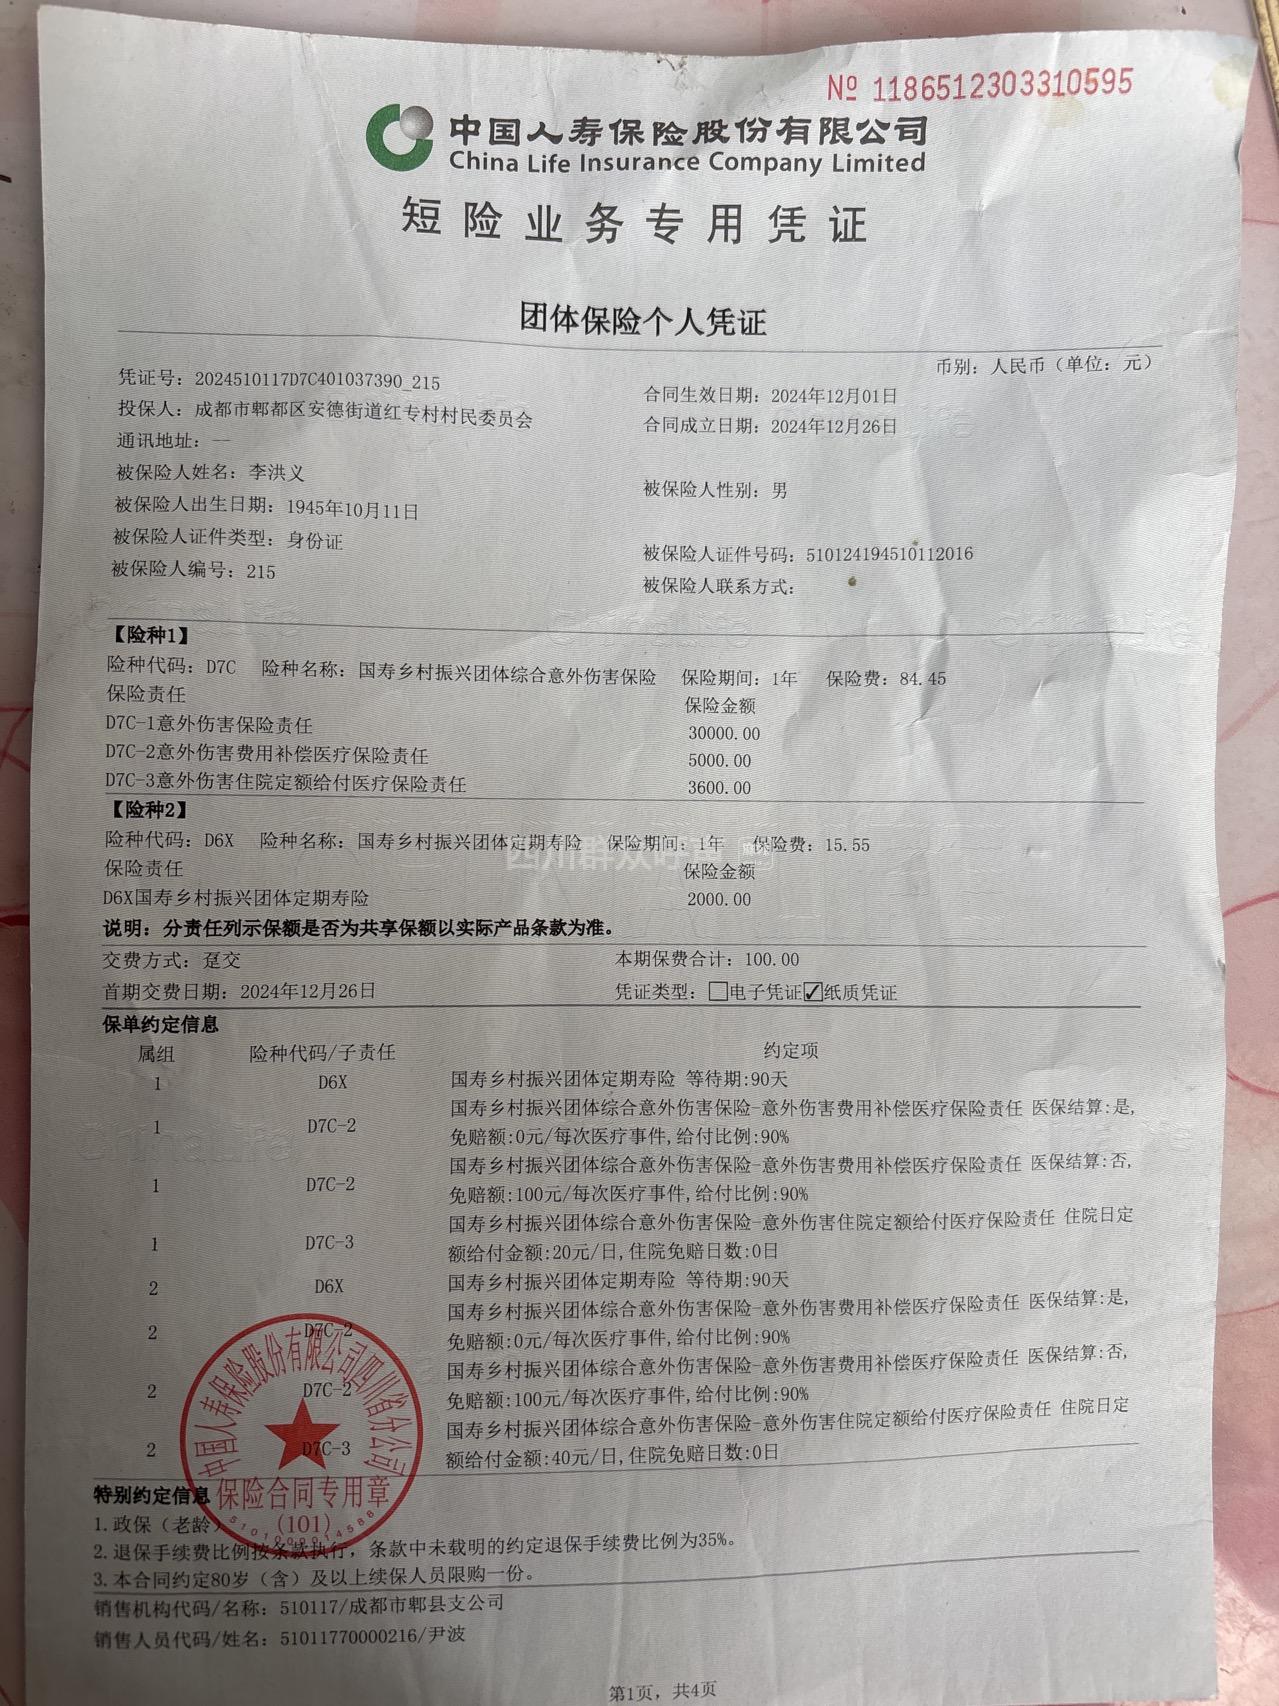 № 1186512303310595
中国人寿保险股份有限公司
China Life Insurance Company Limited
短险业务专用凭证
团体保险个人凭证
币别：人民币（单位：元）
凭证号：2024510117D7C401037390_215
合同生效日期：2024年12月01日
投保人：成都市郫都区安德街道红专村村民委员会
合同成立日期：2024年12月26日
通讯地址：——
被保险人姓名：李洪义
被保险人性别：男
被保险人出生日期：1945年10月11日
被保险人证件类型：身份证
被保险人证件号码：510124194510112016
被保险人编号：215
被保险人联系方式：
【险种1】
险种代码：D7C 险种名称：国寿乡村振兴团体综合意外伤害保险 保险期间：1年 保险费：84.45
保险责任 保险金额
D7C-1意外伤害保险责任 30000.00
D7C-2意外伤害费用补偿医疗保险责任 5000.00
D7C-3意外伤害住院定额给付医疗保险责任 3600.00
【险种2】
险种代码：D6X 险种名称：国寿乡村振兴团体定期寿险 保险期间：1年 保险费：15.55
四川群众呼声
保险责任 保险金额
D6X国寿乡村振兴团体定期寿险 2000.00
说明：分责任列示保额是否为共享保额以实际产品条款为准。
交费方式：趸交 本期保费合计：100.00
首期交费日期：2024年12月26日 凭证类型：□电子凭证☑纸质凭证
保单约定信息
属组 险种代码/子责任 约定项
1 D6X 国寿乡村振兴团体定期寿险 等待期:90天
1 D7C-2 国寿乡村振兴团体综合意外伤害保险-意外伤害费用补偿医疗保险责任 医保结算:是,
免赔额:0元/每次医疗事件,给付比例:90%
1 D7C-2 国寿乡村振兴团体综合意外伤害保险-意外伤害费用补偿医疗保险责任 医保结算:否,
免赔额:100元/每次医疗事件,给付比例:90%
1 D7C-3 国寿乡村振兴团体综合意外伤害保险-意外伤害住院定额给付医疗保险责任 住院日定
额给付金额:20元/日,住院免赔日数:0日
2 D6X 国寿乡村振兴团体定期寿险 等待期:90天
2 D7C-2 国寿乡村振兴团体综合意外伤害保险-意外伤害费用补偿医疗保险责任 医保结算:是,
免赔额:0元/每次医疗事件,给付比例:90%
2 D7C-2 国寿乡村振兴团体综合意外伤害保险-意外伤害费用补偿医疗保险责任 医保结算:否,
免赔额:100元/每次医疗事件,给付比例:90%
2 D7C-3 国寿乡村振兴团体综合意外伤害保险-意外伤害住院定额给付医疗保险责任 住院日定
额给付金额:40元/日,住院免赔日数:0日
中国人寿保险股份有限公司四川省分公司
保险合同专用章
(101)
特别约定信息
1.政保（老龄）
2.退保手续费比例按条款执行，条款中未载明的约定退保手续费比例为35%。
3.本合同约定80岁（含）及以上续保人员限购一份。
销售机构代码/名称：510117/成都市郫县支公司
销售人员代码/姓名：51011770000216/尹波
第1页，共4页